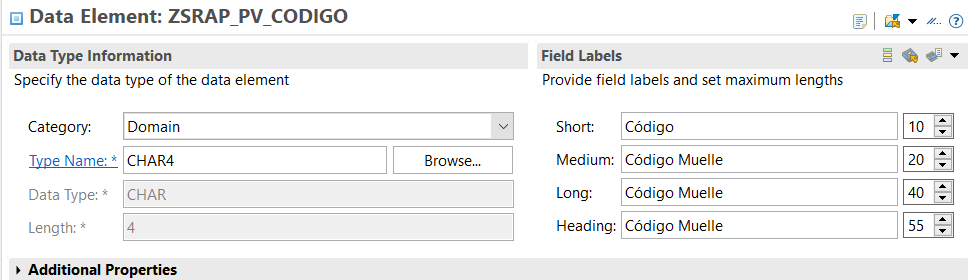 Data Element: ZSRAP_PV_CODIGO
Data Type Information
Specify the data type of the data element
Category: Domain
Type Name: * CHAR4 Browse...
Data Type: * CHAR
Length: * 4
Field Labels
Provide field labels and set maximum lengths
Short: Código 10
Medium: Código Muelle 20
Long: Código Muelle 40
Heading: Código Muelle 55
Additional Properties